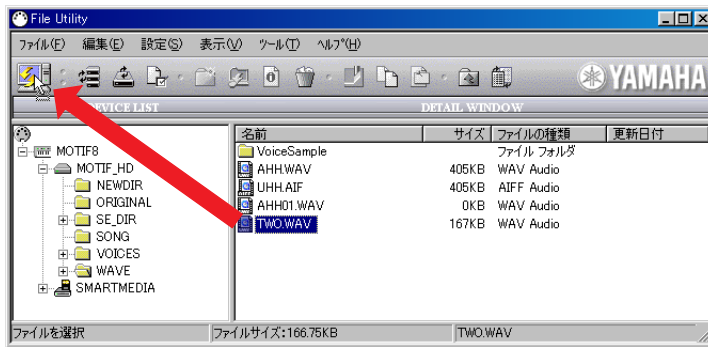 File Utility
ファイル(F) 編集(E) 設定(S) 表示(V) ツール(T) ヘルプ(H)
YAMAHA
DEVICE LIST DETAIL WINDOW
名前 サイズ ファイルの種類 更新日付
MOTIF8
MOTIF_HD
NEWDIR
ORIGINAL
SE_DIR
SONG
VOICES
WAVE
SMARTMEDIA
VoiceSample ファイル フォルダ
AHH.WAV 405KB WAV Audio
UHH.AIF 405KB AIFF Audio
AHH01.WAV 0KB WAV Audio
TWO.WAV 167KB WAV Audio
ファイルを選択 ファイルサイズ:166.75KB TWO.WAV